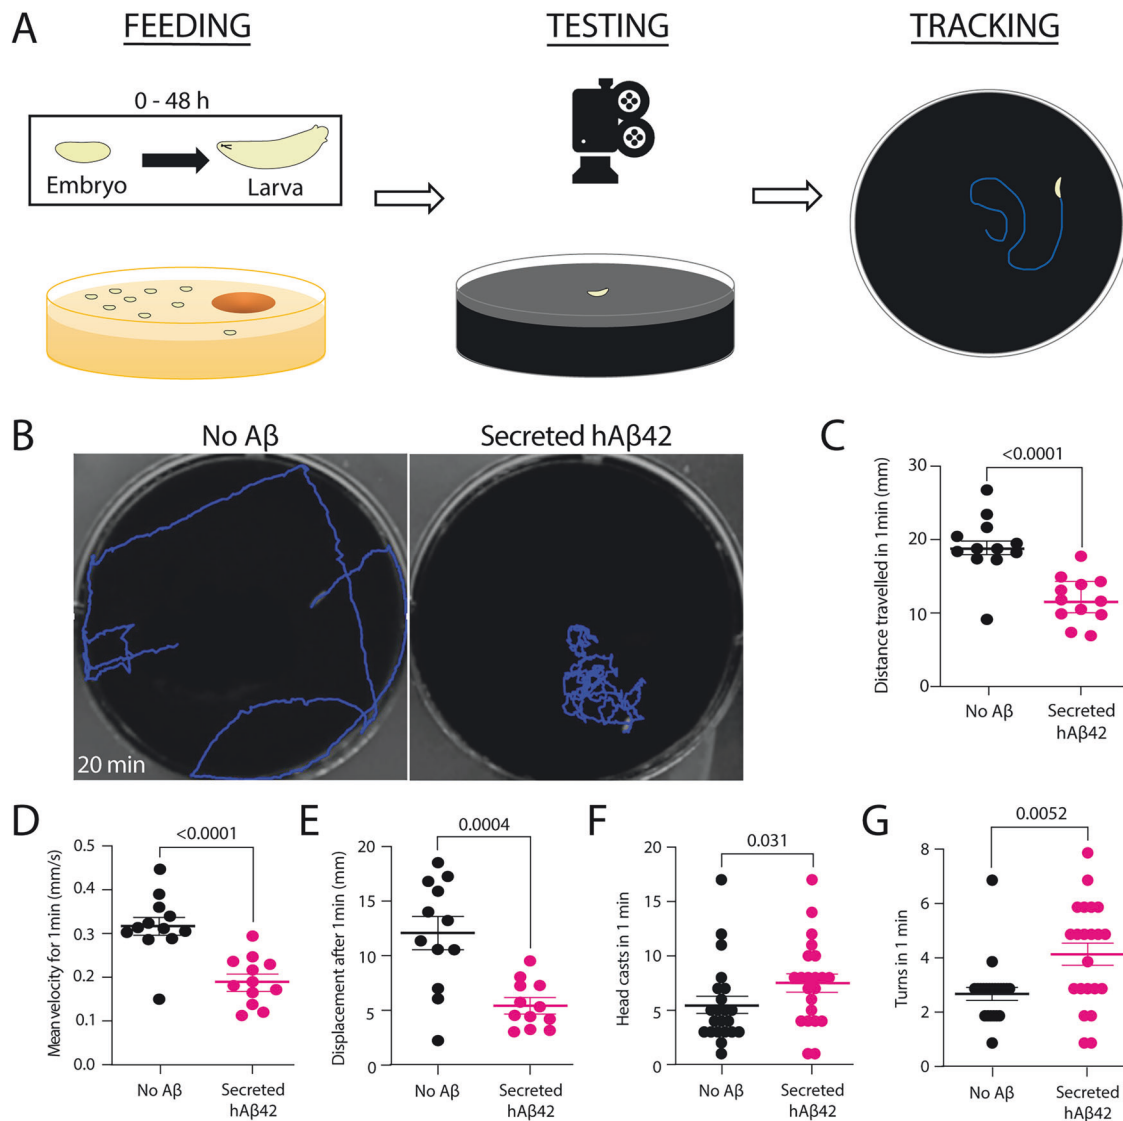 A
FEEDING
TESTING
TRACKING
0 - 48 h
Embryo
Larva
B
No Aβ
Secreted hAβ42
20 min
C
<0.0001
Distance travelled in 1min (mm)
30
20
10
0
No Aβ
Secreted
hAβ42
D
<0.0001
Mean velocity for 1min (mm/s)
0.5
0.4
0.3
0.2
0.1
0.0
No Aβ
Secreted
hAβ42
E
0.0004
Displacement after 1min (mm)
20
15
10
5
0
No Aβ
Secreted
hAβ42
F
0.031
Head casts in 1 min
20
15
10
5
0
No Aβ
Secreted
hAβ42
G
0.0052
Turns in 1 min
8
6
4
2
0
No Aβ
Secreted
hAβ42